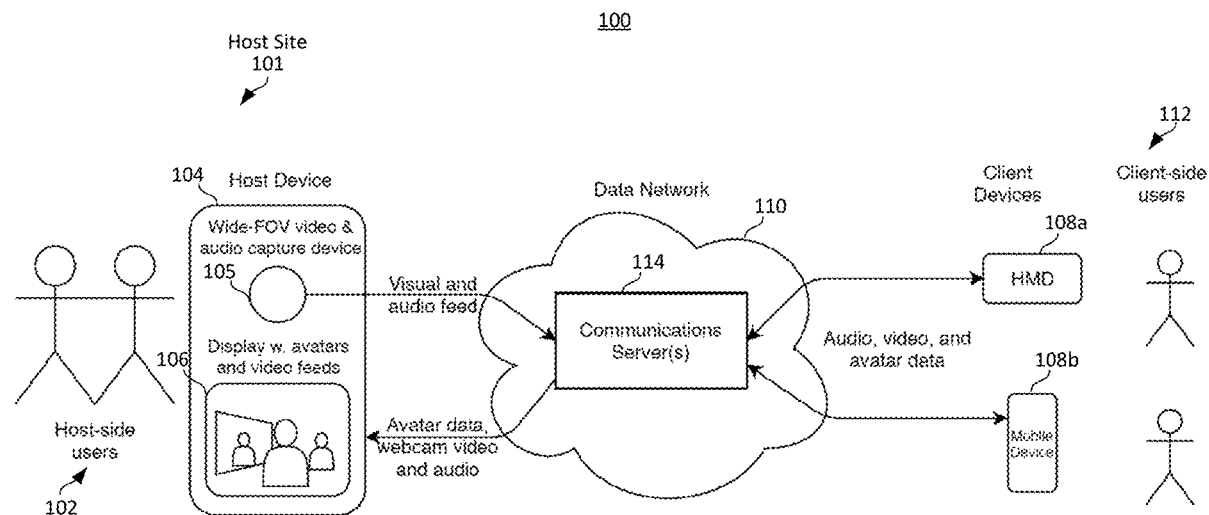 100
Host Site
101
112
104
Host Device
Wide-FOV video &
audio capture device
105
Visual and
audio feed
Display w. avatars
and video feeds
106
Avatar data,
webcam video
and audio
Host-side
users
102
Data Network
110
114
Communications
Server(s)
Audio, video, and
avatar data
Client
Devices
108a
HMD
108b
Mobile
Device
Client-side
users